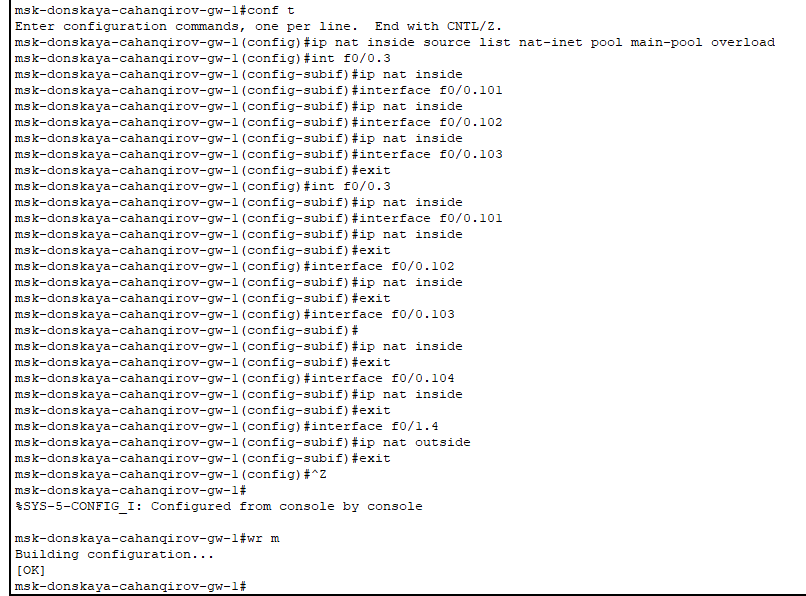 msk-donskaya-cahanqirov-gw-1#conf t
Enter configuration commands, one per line.  End with CNTL/Z.
msk-donskaya-cahanqirov-gw-1(config)#ip nat inside source list nat-inet pool main-pool overload
msk-donskaya-cahanqirov-gw-1(config)#int f0/0.3
msk-donskaya-cahanqirov-gw-1(config-subif)#ip nat inside
msk-donskaya-cahanqirov-gw-1(config-subif)#interface f0/0.101
msk-donskaya-cahanqirov-gw-1(config-subif)#ip nat inside
msk-donskaya-cahanqirov-gw-1(config-subif)#interface f0/0.102
msk-donskaya-cahanqirov-gw-1(config-subif)#ip nat inside
msk-donskaya-cahanqirov-gw-1(config-subif)#interface f0/0.103
msk-donskaya-cahanqirov-gw-1(config-subif)#exit
msk-donskaya-cahanqirov-gw-1(config)#int f0/0.3
msk-donskaya-cahanqirov-gw-1(config-subif)#ip nat inside
msk-donskaya-cahanqirov-gw-1(config-subif)#interface f0/0.101
msk-donskaya-cahanqirov-gw-1(config-subif)#ip nat inside
msk-donskaya-cahanqirov-gw-1(config-subif)#exit
msk-donskaya-cahanqirov-gw-1(config)#interface f0/0.102
msk-donskaya-cahanqirov-gw-1(config-subif)#ip nat inside
msk-donskaya-cahanqirov-gw-1(config-subif)#exit
msk-donskaya-cahanqirov-gw-1(config)#interface f0/0.103
msk-donskaya-cahanqirov-gw-1(config-subif)#
msk-donskaya-cahanqirov-gw-1(config-subif)#ip nat inside
msk-donskaya-cahanqirov-gw-1(config-subif)#exit
msk-donskaya-cahanqirov-gw-1(config)#interface f0/0.104
msk-donskaya-cahanqirov-gw-1(config-subif)#ip nat inside
msk-donskaya-cahanqirov-gw-1(config-subif)#exit
msk-donskaya-cahanqirov-gw-1(config)#interface f0/1.4
msk-donskaya-cahanqirov-gw-1(config-subif)#ip nat outside
msk-donskaya-cahanqirov-gw-1(config-subif)#exit
msk-donskaya-cahanqirov-gw-1(config)#^Z
msk-donskaya-cahanqirov-gw-1#
%SYS-5-CONFIG_I: Configured from console by console

msk-donskaya-cahanqirov-gw-1#wr m
Building configuration...
[OK]
msk-donskaya-cahanqirov-gw-1#